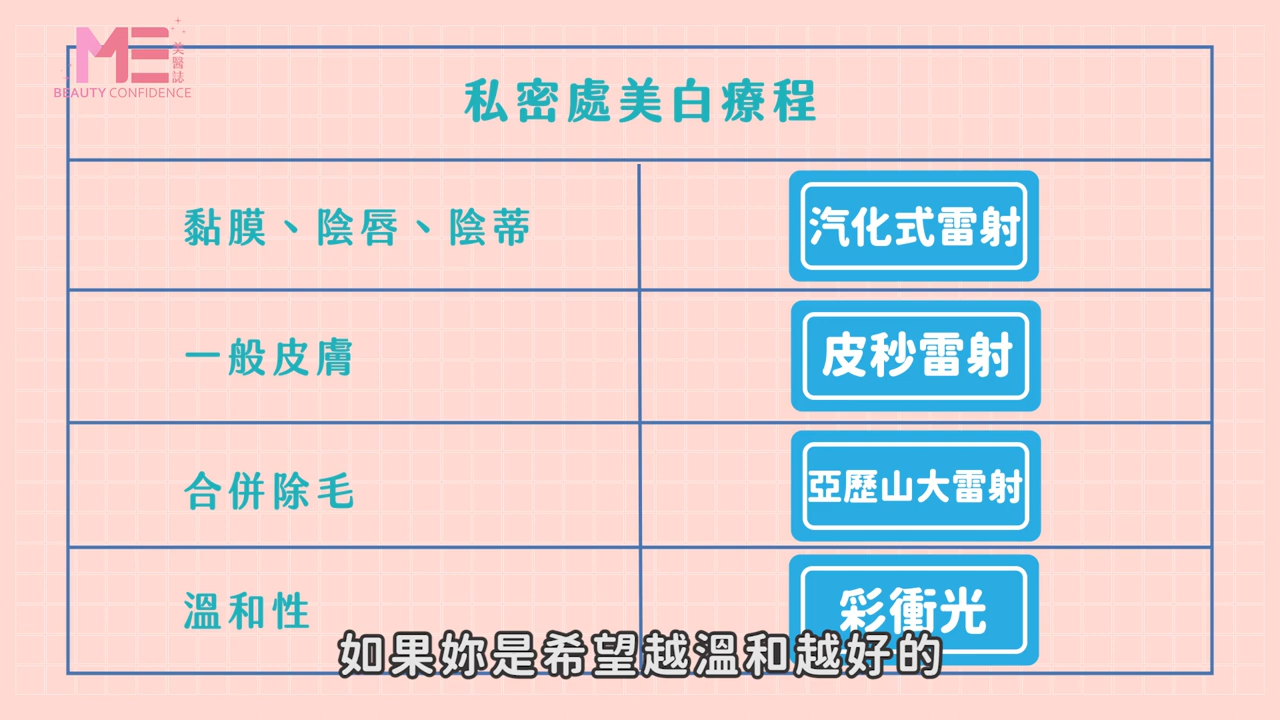 ME 美醫誌
BEAUTY CONFIDENCE
私密處美白療程
黏膜、陰唇、陰蒂
汽化式雷射
一般皮膚
皮秒雷射
合併除毛
亞歷山大雷射
溫和性
彩衝光
如果妳是希望越溫和越好的